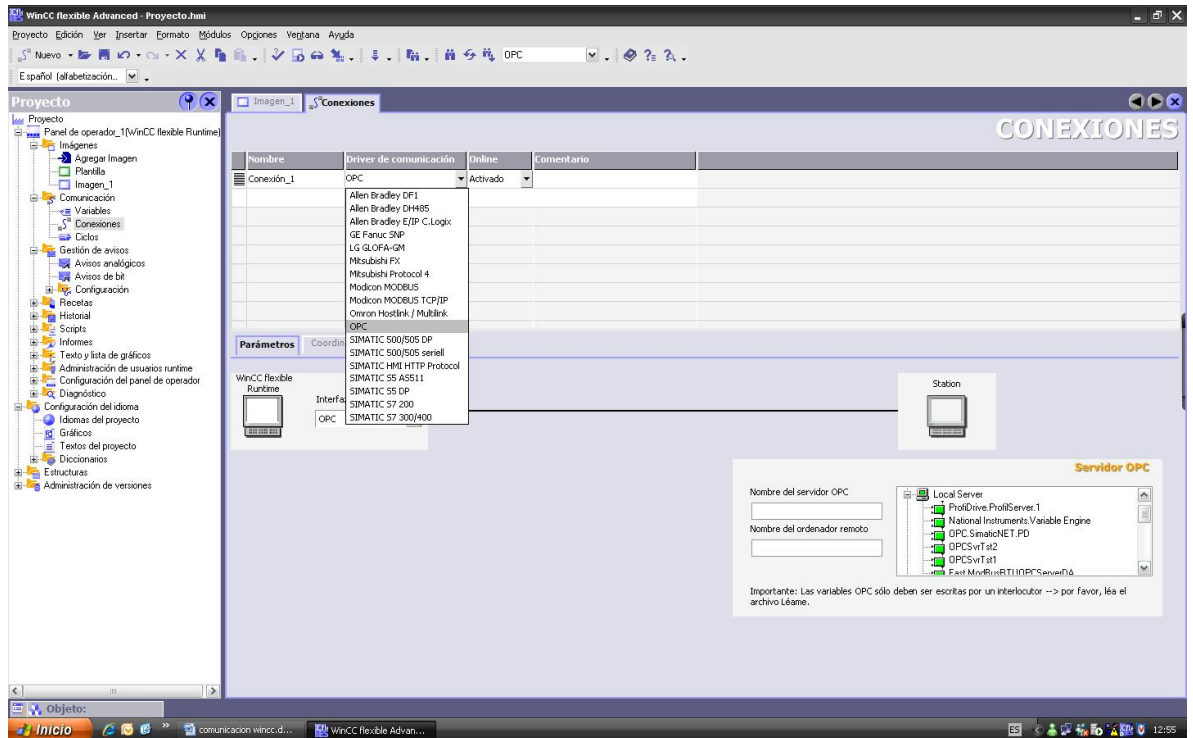 WinCC flexible Advanced - Proyecto.hmi
Proyecto Edición Ver Insertar Formato Módulos Opciones Ventana Ayuda
Nuevo OPC
Español (alfabetización..
Proyecto
Imagen_1 Conexiones
CONEXIONES
Proyecto
Panel de operador_1(WinCC flexible Runtime)
Imágenes
Agregar Imagen
Plantilla
Imagen_1
Comunicación
Variables
Conexiones
Ciclos
Gestión de avisos
Avisos analógicos
Avisos de bit
Configuración
Recetas
Historial
Scripts
Informes
Texto y lista de gráficos
Administración de usuarios runtime
Configuración del panel de operador
Diagnóstico
Configuración del idioma
Idiomas del proyecto
Gráficos
Textos del proyecto
Diccionarios
Estructuras
Administración de versiones
Nombre Driver de comunicación Online Comentario
Conexión_1 OPC Activado
Allen Bradley DF1
Allen Bradley DH485
Allen Bradley E/IP C.Logix
GE Fanuc SNP
LG GLOFA-GM
Mitsubishi FX
Mitsubishi Protocol 4
Modicon MODBUS
Modicon MODBUS TCP/IP
Omron Hostlink / Multilink
OPC
SIMATIC 500/505 DP
SIMATIC 500/505 seriell
SIMATIC HMI HTTP Protocol
SIMATIC S5 AS511
SIMATIC S5 DP
SIMATIC S7 200
SIMATIC S7 300/400
Parámetros Coordin
WinCC flexible
Runtime
Interfa
OPC
Station
Servidor OPC
Nombre del servidor OPC
Nombre del ordenador remoto
Local Server
ProfiDrive.ProfilServer.1
National Instruments.Variable Engine
OPC.SimaticNET.PD
OPCSvrTst2
OPCSvrTst1
East.ModBusRTUOPCServerDA
Importante: Las variables OPC sólo deben ser escritas por un interlocutor --> por favor, léa el
archivo Léame.
Objeto:
Inicio
comunicacion wincc.d...
WinCC flexible Advan...
ES
12:55